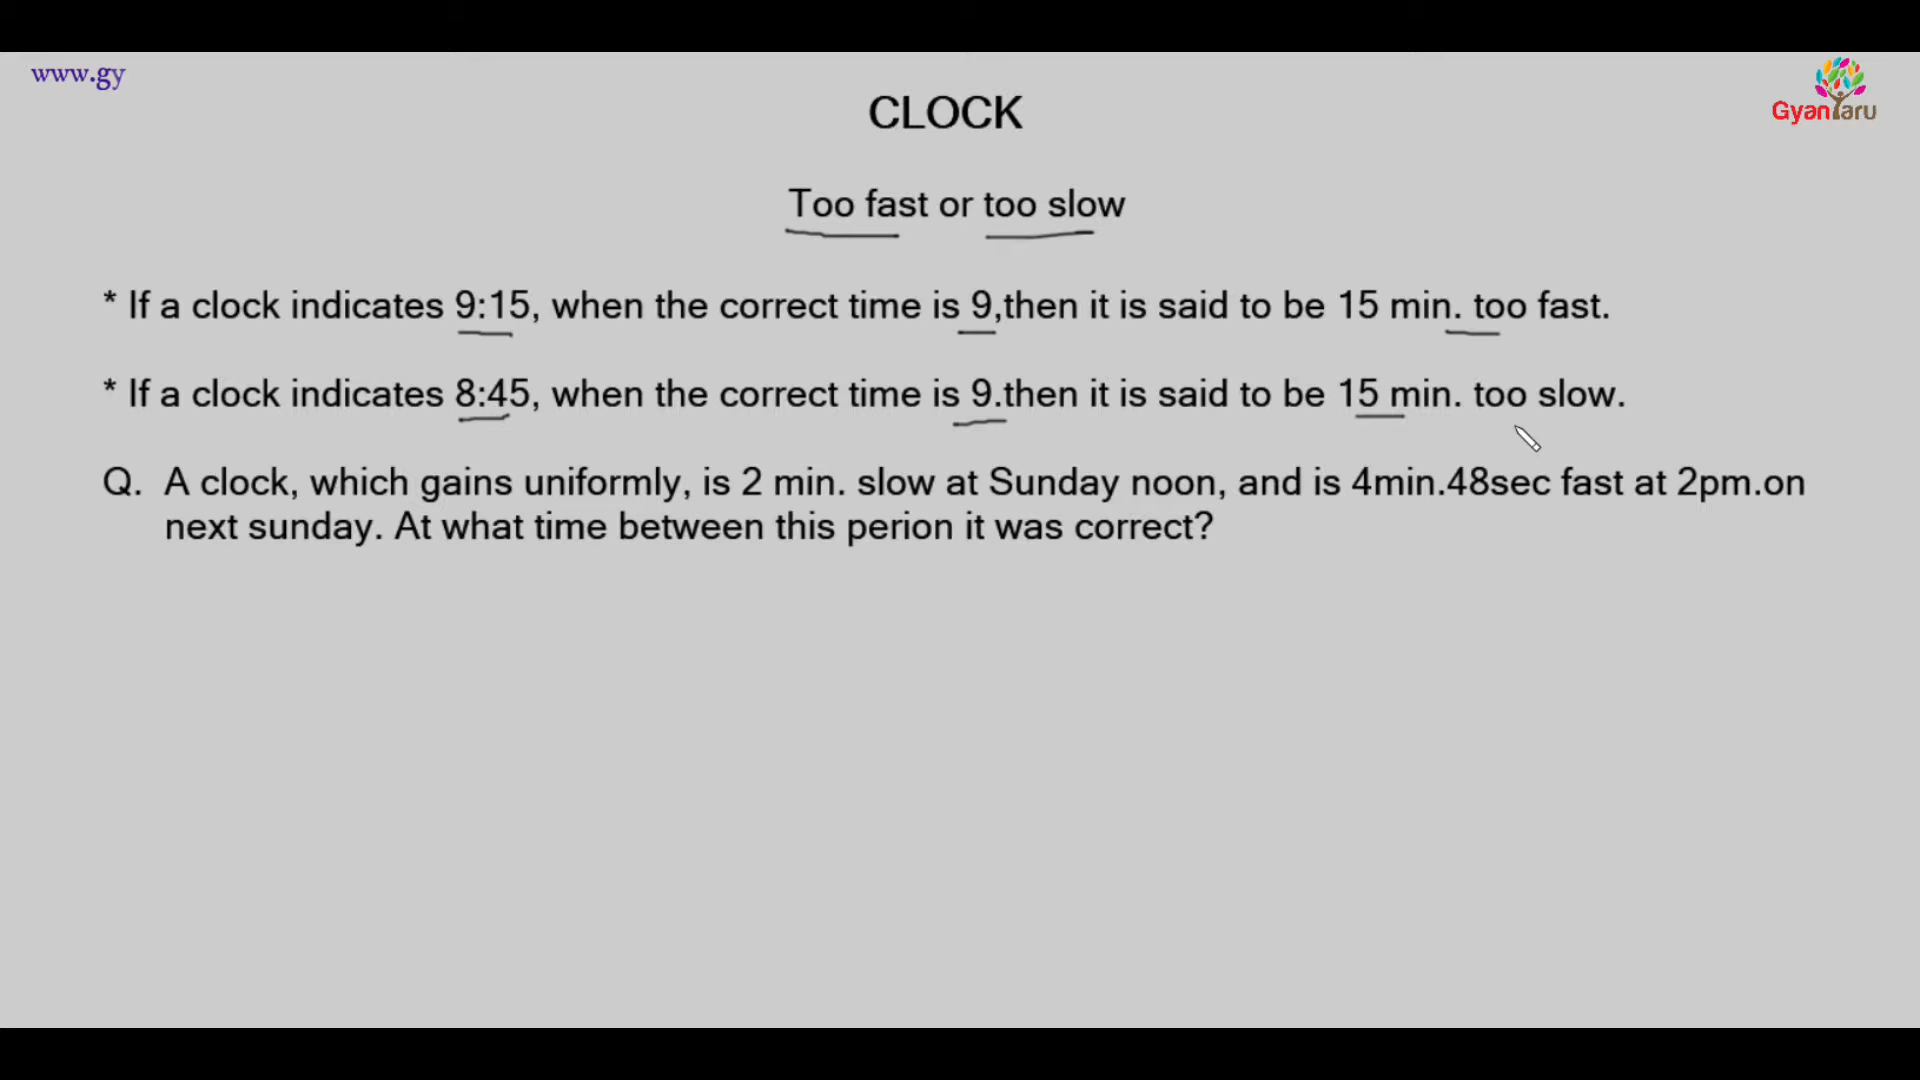 www.gy
GyanTaru
CLOCK
Too fast or too slow
* If a clock indicates 9:15, when the correct time is 9,then it is said to be 15 min. too fast.
* If a clock indicates 8:45, when the correct time is 9.then it is said to be 15 min. too slow.
Q. A clock, which gains uniformly, is 2 min. slow at Sunday noon, and is 4min.48sec fast at 2pm.on
next sunday. At what time between this perion it was correct?